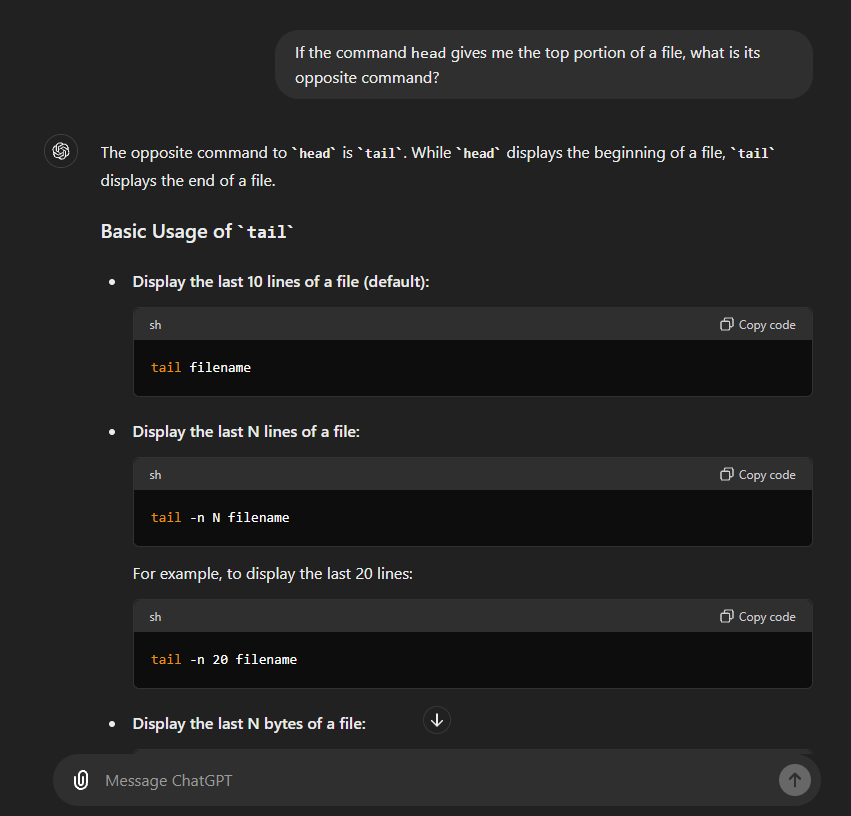 If the command head gives me the top portion of a file, what is its
opposite command?
The opposite command to `head` is `tail`. While `head` displays the beginning of a file, `tail`
displays the end of a file.
Basic Usage of `tail`
• Display the last 10 lines of a file (default):
sh Copy code
tail filename
• Display the last N lines of a file:
sh Copy code
tail -n N filename
For example, to display the last 20 lines:
sh Copy code
tail -n 20 filename
• Display the last N bytes of a file:
Message ChatGPT